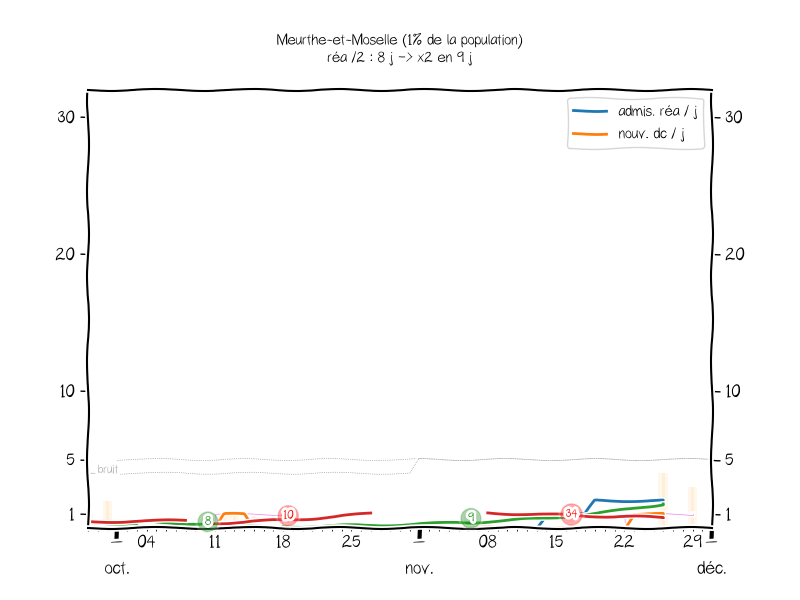 Meurthe-et-Moselle (1% de la population)
réa /2 : 8 j -> x2 en 9 j
admis. réa / j
nouv. dc / j
30
30
20
20
10
10
5
5
bruit
1
1
8
10
9
34
04
11
18
25
08
15
22
29
oct.
nov.
déc.